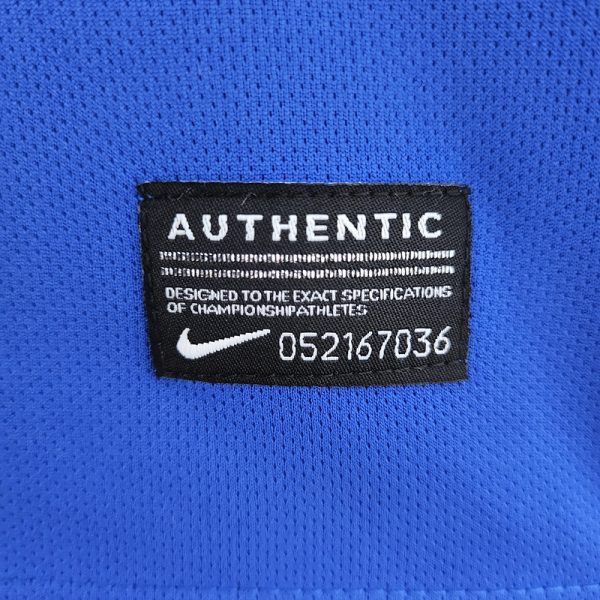 AUTHENTIC
DESIGNED TO THE EXACT SPECIFICATIONS
OF CHAMPIONSHIPATHLETES
052167036